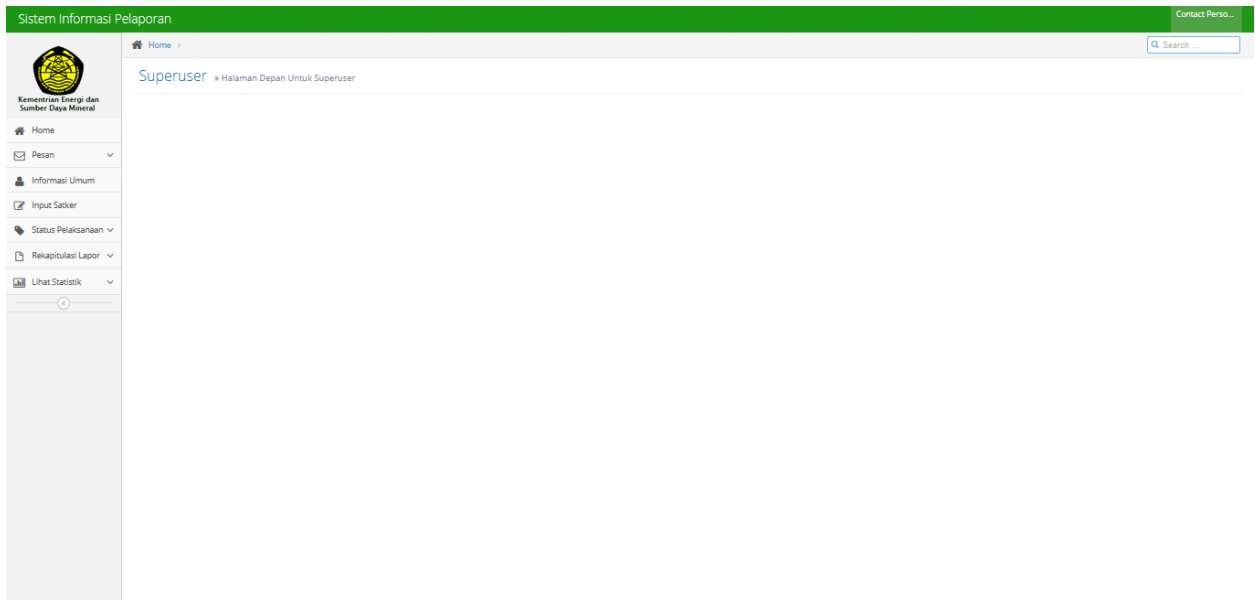 Sistem Informasi Pelaporan
Contact Perso...
Home
Search ...
Superuser » Halaman Depan Untuk Superuser
Kementrian Energi dan
Sumber Daya Mineral
Home
Pesan
Informasi Umum
Input Satker
Status Pelaksanaan
Rekapitulasi Lapor
Lihat Statistik